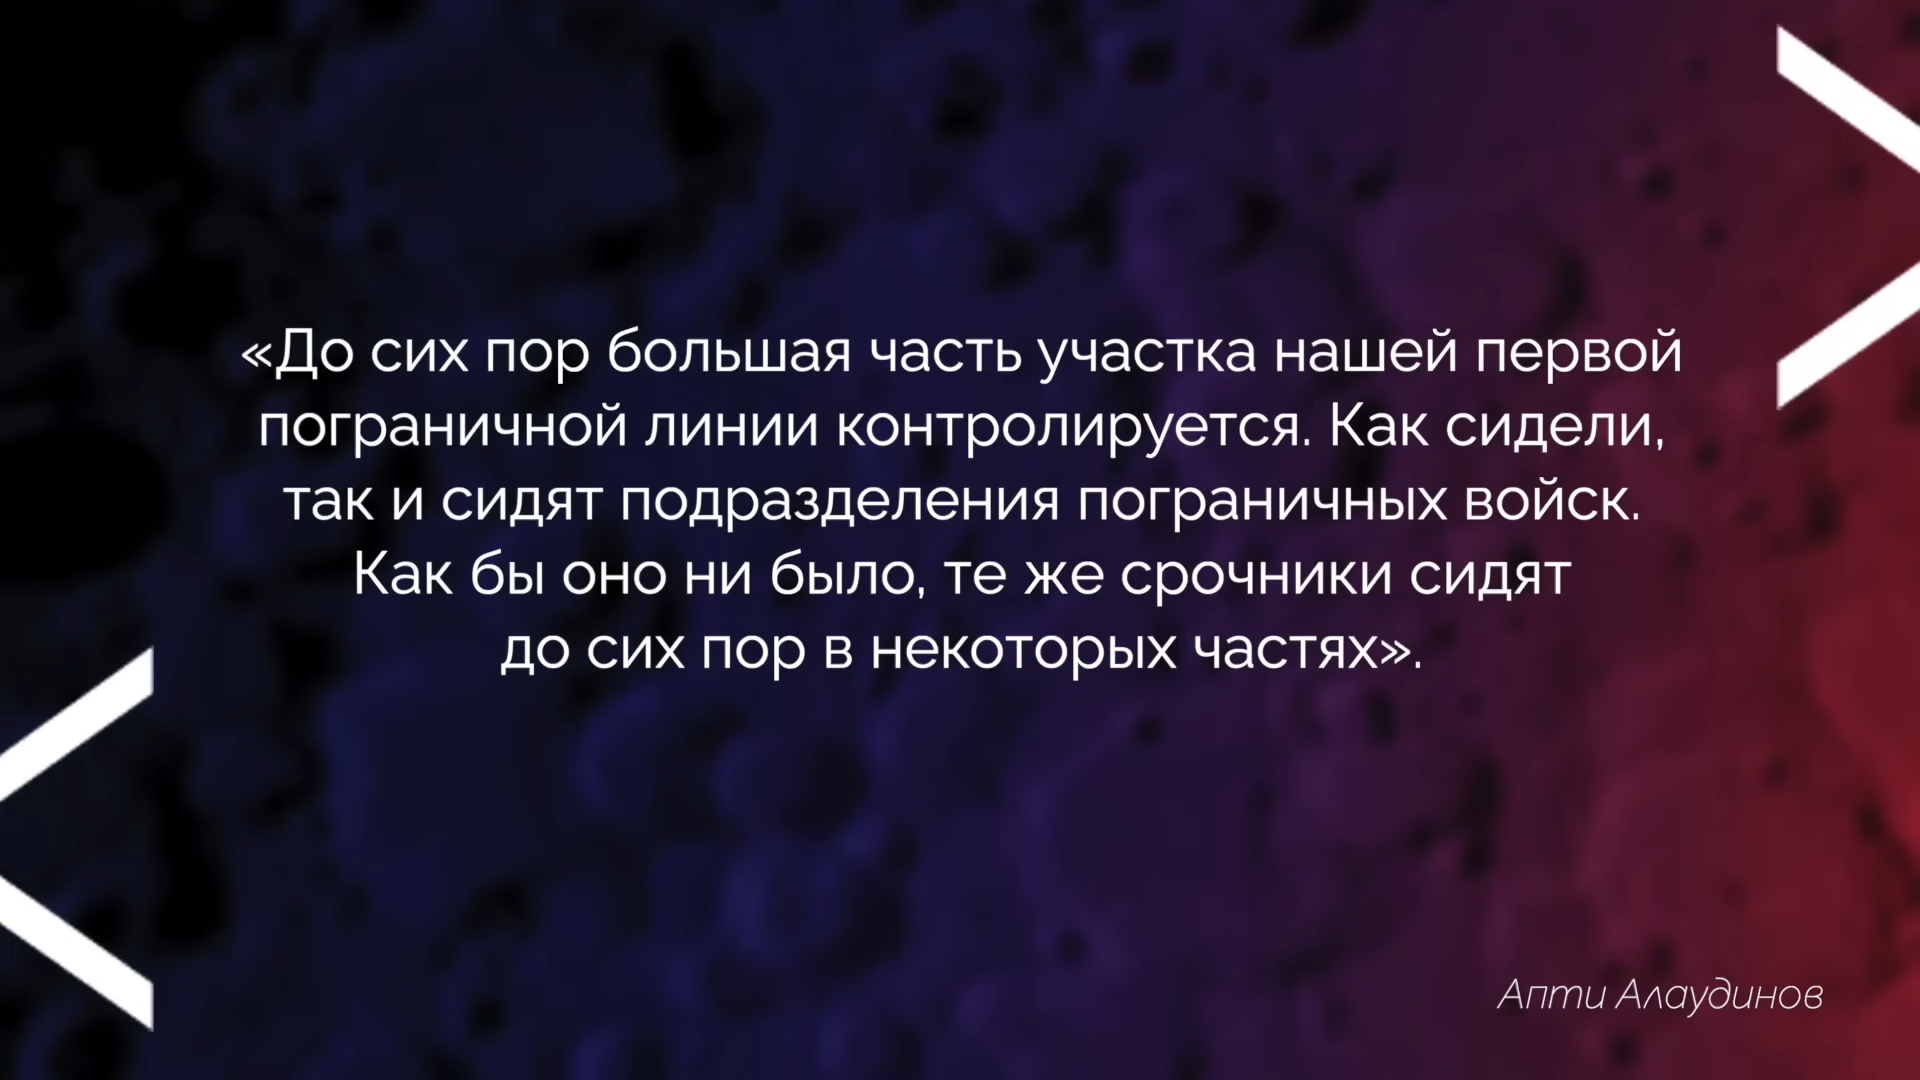 «До сих пор большая часть участка нашей первой
пограничной линии контролируется. Как сидели,
так и сидят подразделения пограничных войск.
Как бы оно ни было, те же срочники сидят
до сих пор в некоторых частях».
Апти Алаудинов